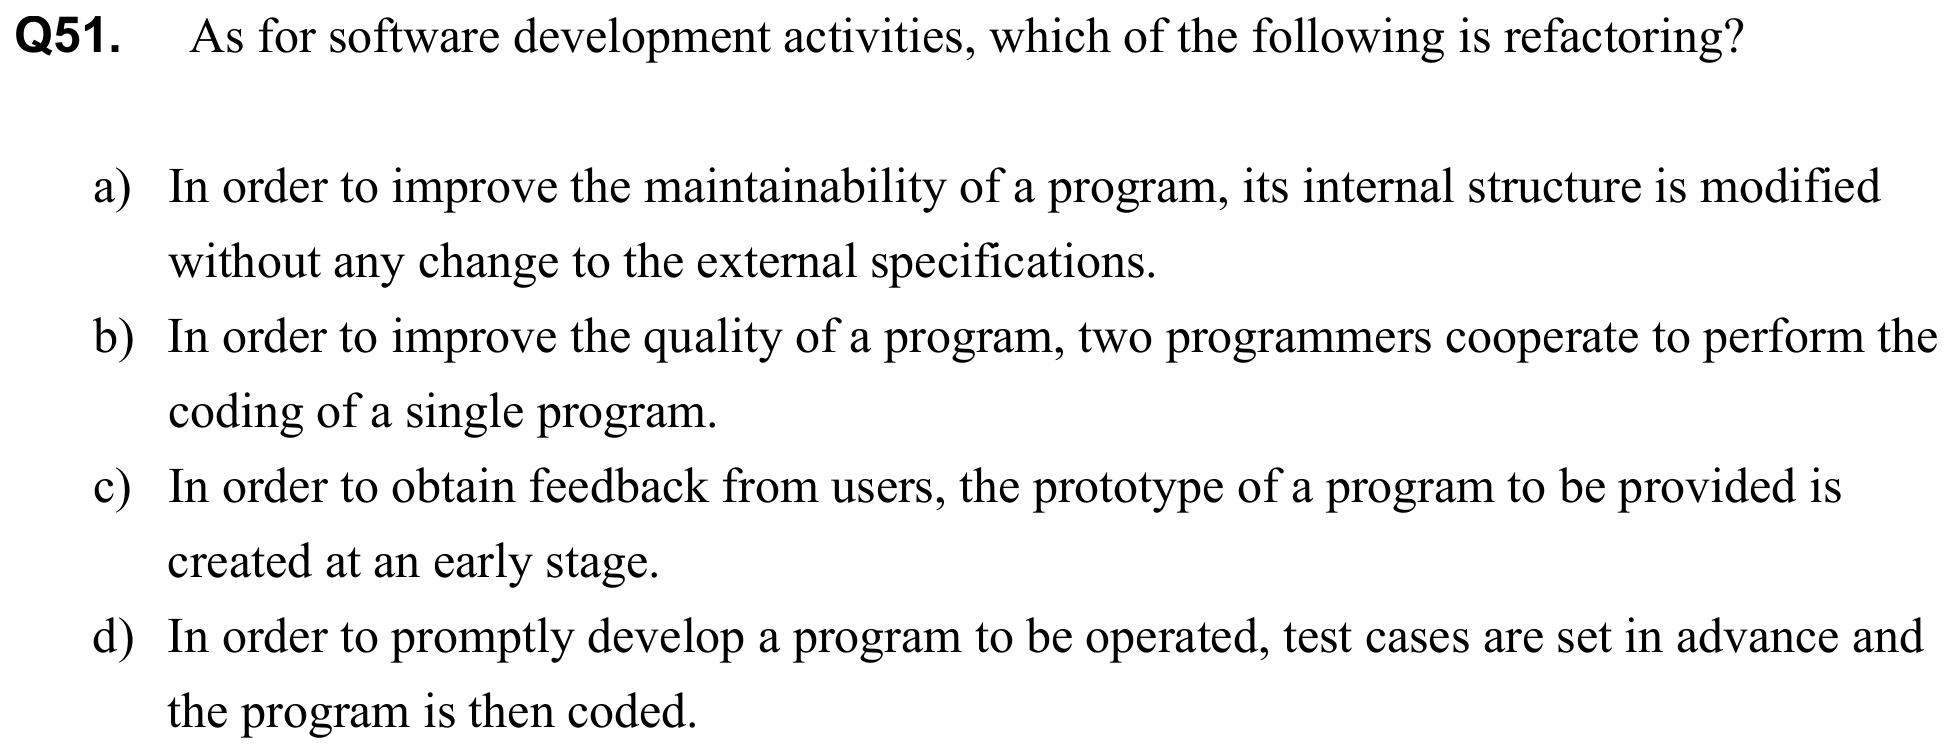 Q51. As for software development activities, which of the following is refactoring?
a) In order to improve the maintainability of a program, its internal structure is modified
without any change to the external specifications.
b) In order to improve the quality of a program, two programmers cooperate to perform the
coding of a single program.
c) In order to obtain feedback from users, the prototype of a program to be provided is
created at an early stage.
d) In order to promptly develop a program to be operated, test cases are set in advance and
the program is then coded.